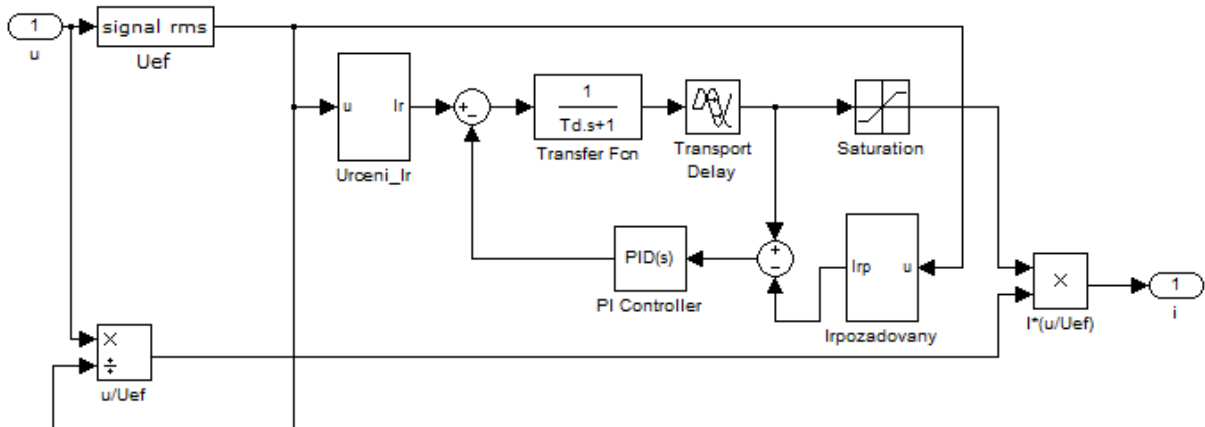 1
u
signal rms
Uef
u
Ir
Urœni_Ir
+
−
1
Td.s+1
Transfer Fcn
Transport
Delay
Saturation
PID(s)
PI Controller
+
−
Irp
u
Irpozadovany
×
I*(u/Uef)
1
i
×
÷
u/Uef